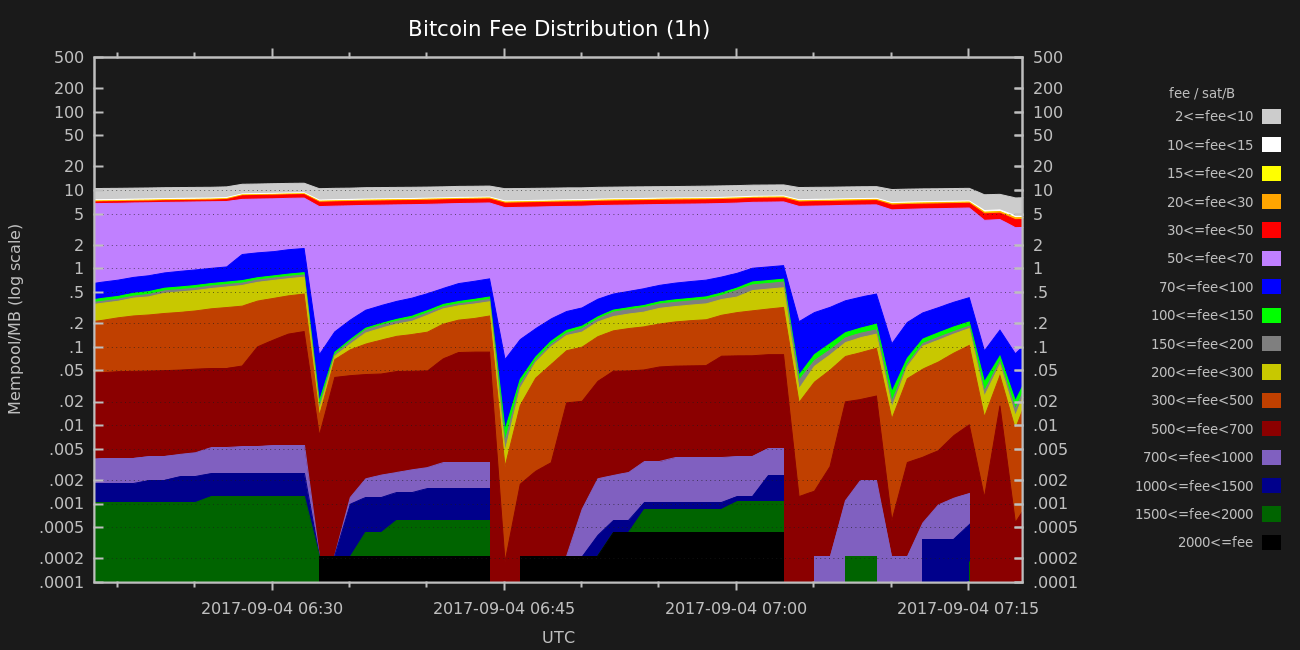 Bitcoin Fee Distribution (1h)
500 500
200 200
100 100
50 50
20 20
10 10
5 5
2 2
1 1
.5 .5
.2 .2
.1 .1
.05 .05
.02 .02
.01 .01
.005 .005
.002 .002
.001 .001
.0005 .0005
.0002 .0002
.0001 .0001
Mempool/MB (log scale)
2017-09-04 06:30 2017-09-04 06:45 2017-09-04 07:00 2017-09-04 07:15
UTC
fee / sat/B
2<=fee<10
10<=fee<15
15<=fee<20
20<=fee<30
30<=fee<50
50<=fee<70
70<=fee<100
100<=fee<150
150<=fee<200
200<=fee<300
300<=fee<500
500<=fee<700
700<=fee<1000
1000<=fee<1500
1500<=fee<2000
2000<=fee